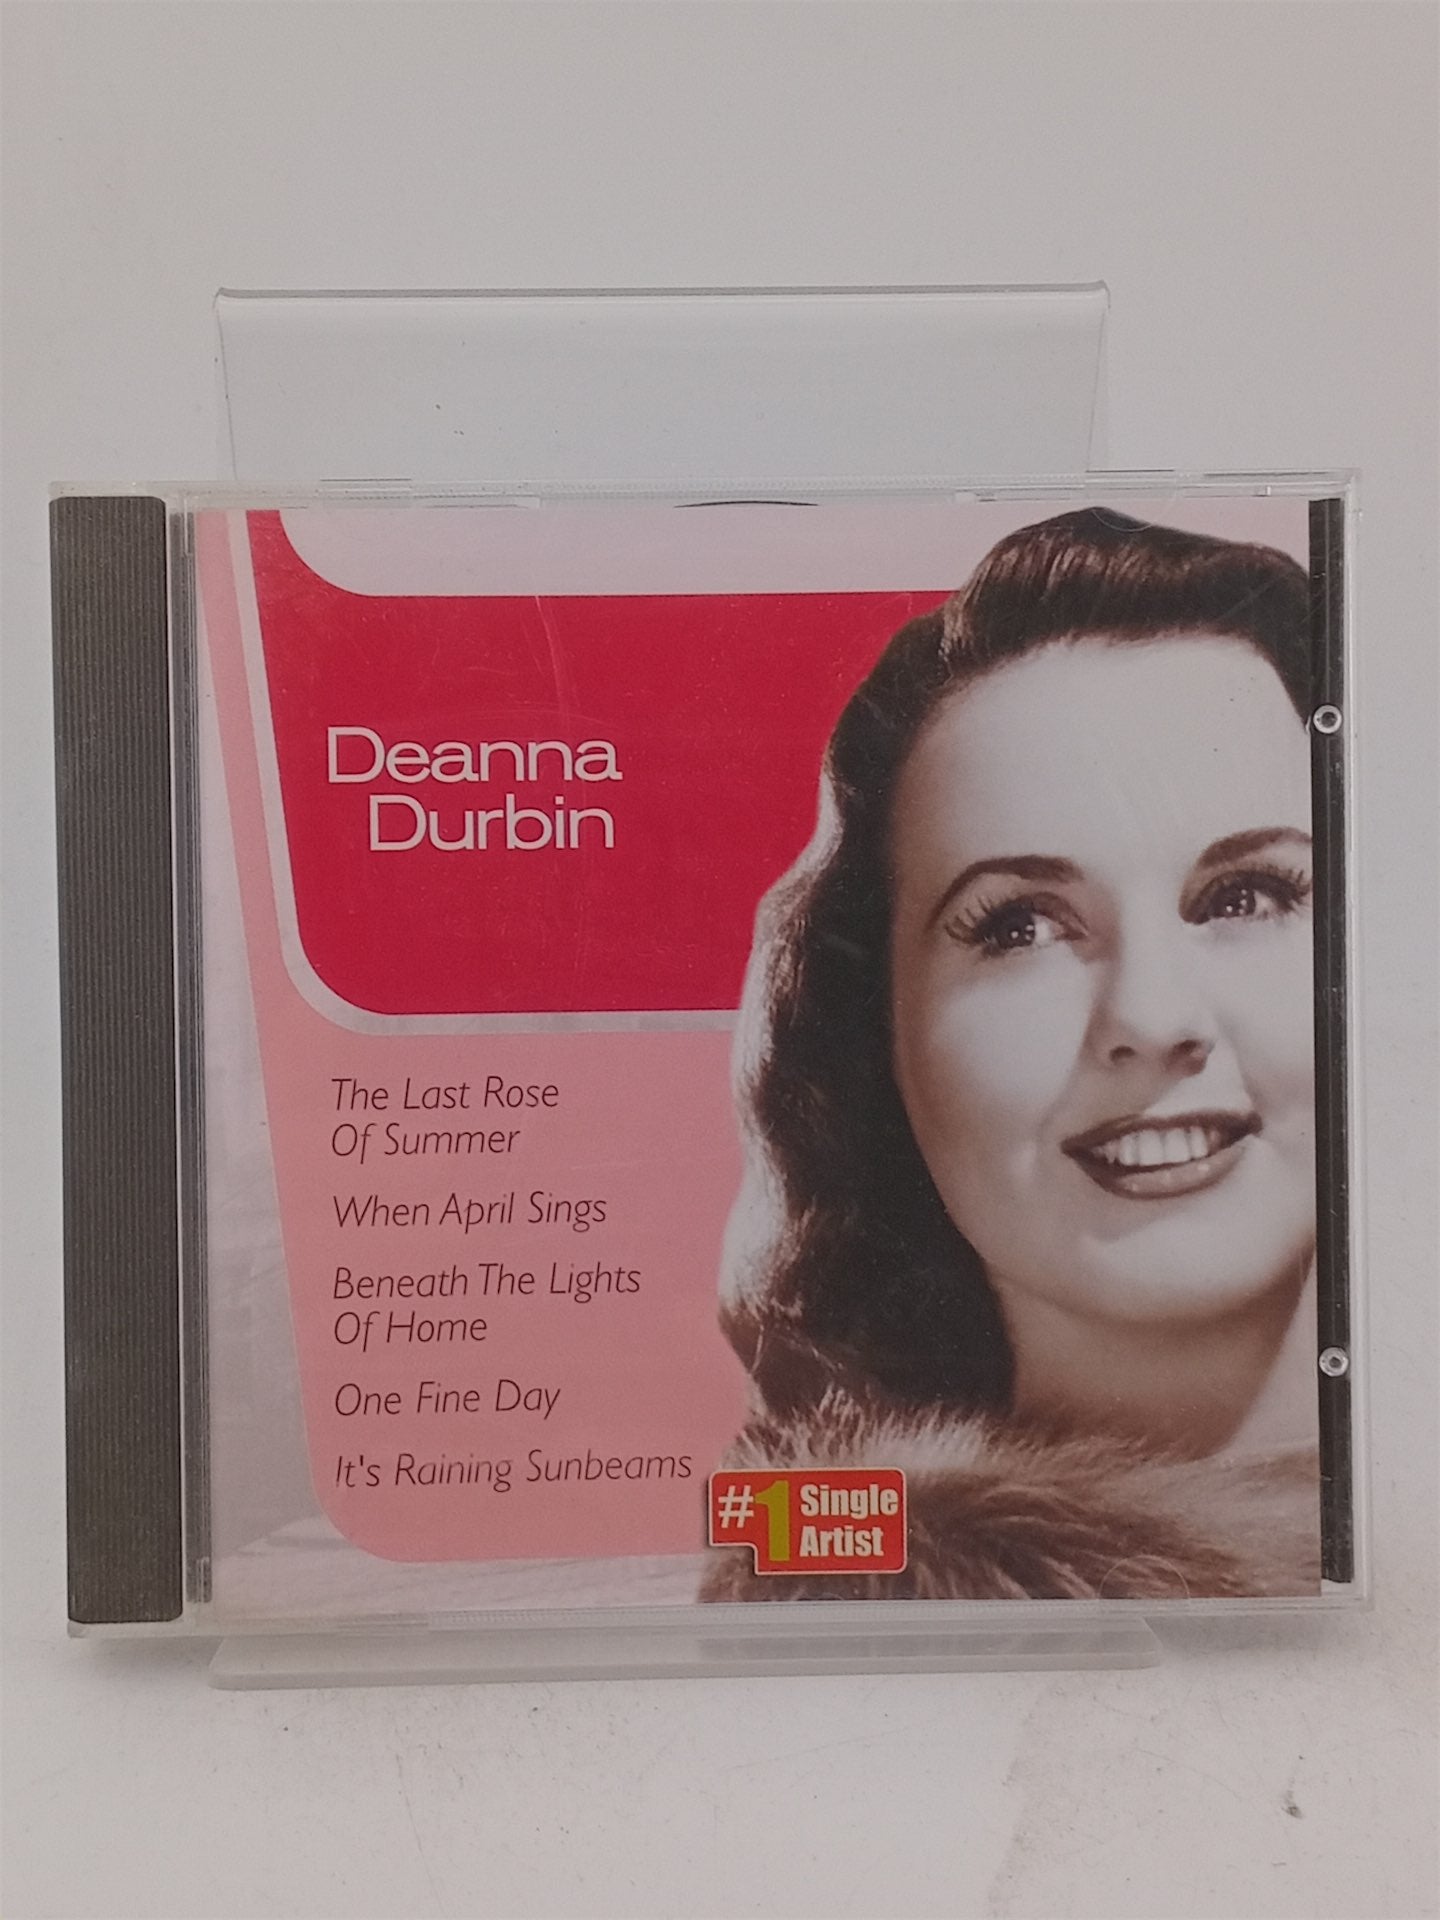 Deanna
Durbin
The Last Rose
Of Summer
When April Sings
Beneath The Lights
Of Home
One Fine Day
It's Raining Sunbeams
#1 Single
Artist